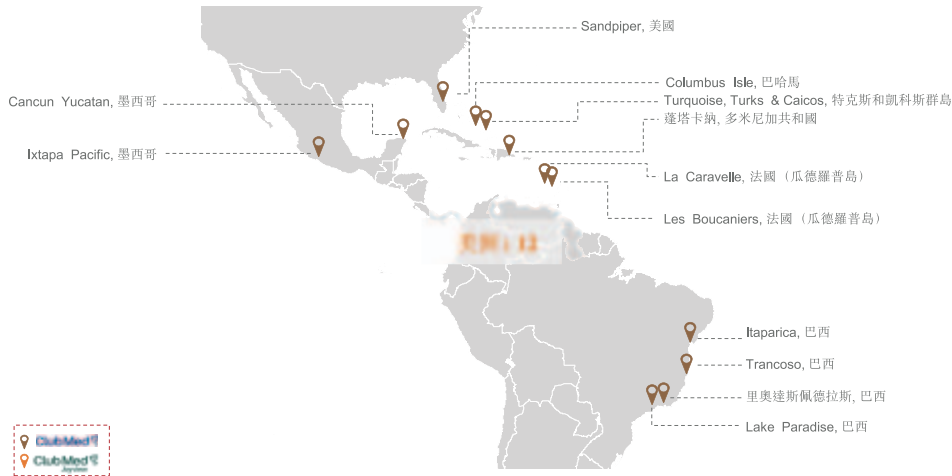 Sandpiper, 美國
Columbus Isle, 巴哈馬
Cancun Yucatan, 墨西哥
Turquoise, Turks & Caicos, 特克斯和凱科斯群島
蓬塔卡納, 多米尼加共和國
Ixtapa Pacific, 墨西哥
La Caravelle, 法國（瓜德羅普島）
Les Boucaniers, 法國（瓜德羅普島）
Itaparica, 巴西
Trancoso, 巴西
里奧達斯佩德拉斯, 巴西
Lake Paradise, 巴西
ClubMed
ClubMed